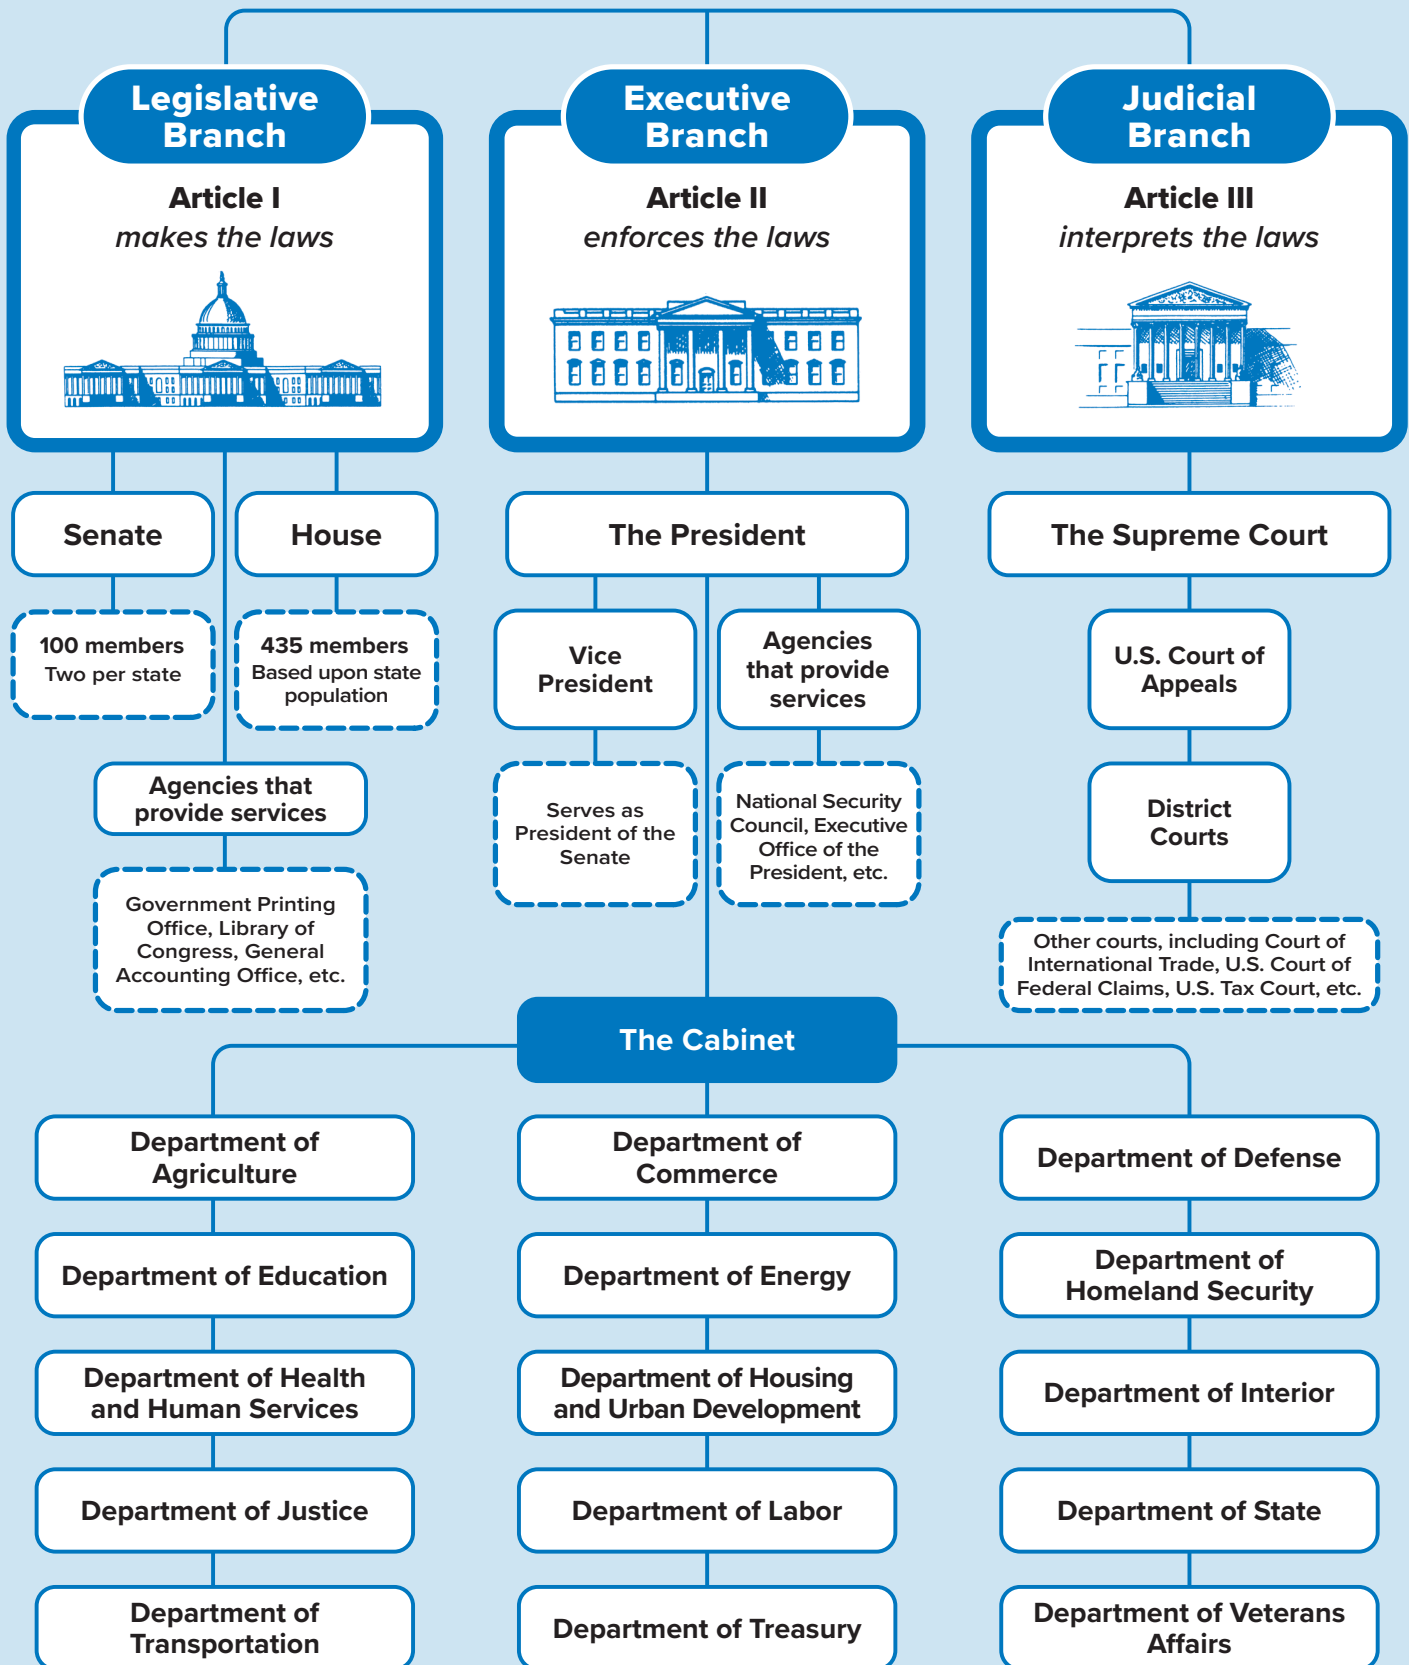 Legislative
Branch
Article I
makes the laws
Executive
Branch
Article II
enforces the laws
Judicial
Branch
Article III
interprets the laws
Senate
House
100 members
Two per state
435 members
Based upon state
population
Agencies that
provide services
Government Printing
Office, Library of
Congress, General
Accounting Office, etc.
The President
Vice
President
Agencies
that provide
services
Serves as
President of the
Senate
National Security
Council, Executive
Office of the
President, etc.
The Supreme Court
U.S. Court of
Appeals
District
Courts
Other courts, including Court of
International Trade, U.S. Court of
Federal Claims, U.S. Tax Court, etc.
The Cabinet
Department of
Agriculture
Department of
Commerce
Department of Defense
Department of Education
Department of Energy
Department of
Homeland Security
Department of Health
and Human Services
Department of Housing
and Urban Development
Department of Interior
Department of Justice
Department of Labor
Department of State
Department of
Transportation
Department of Treasury
Department of Veterans
Affairs